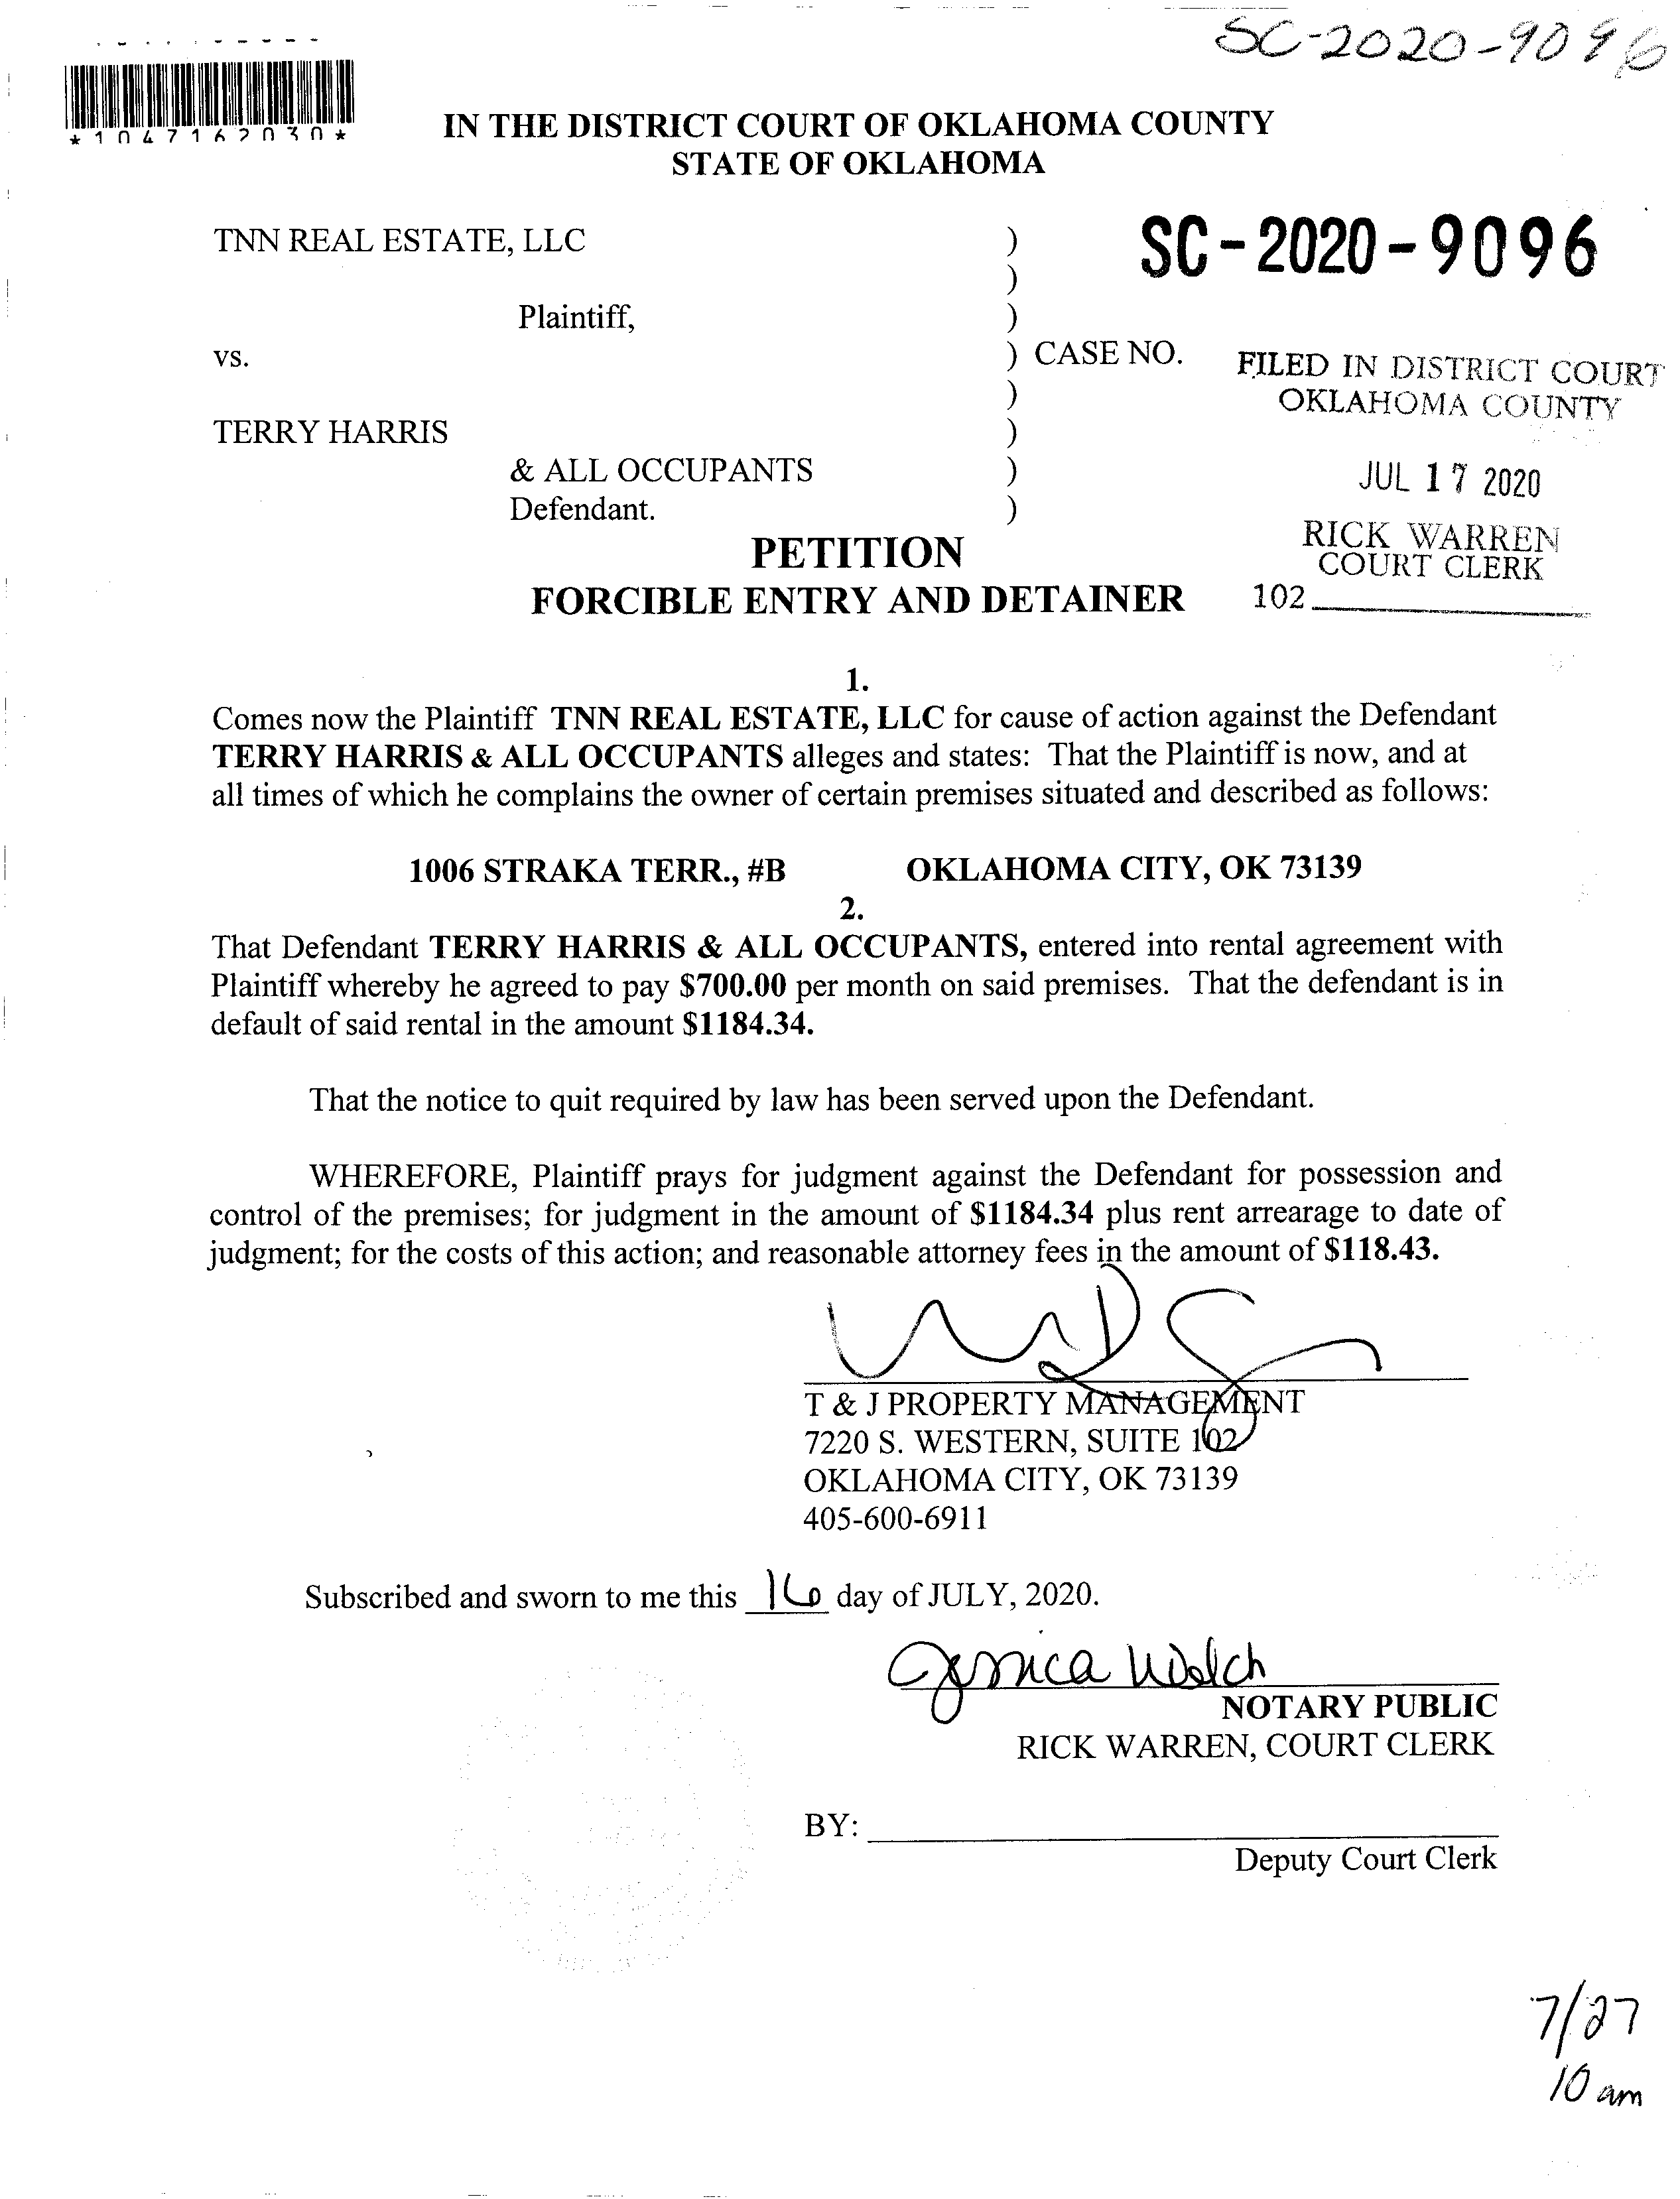 SC-2020-9096
*1047162030*
IN THE DISTRICT COURT OF OKLAHOMA COUNTY
STATE OF OKLAHOMA
TNN REAL ESTATE, LLC )
)
Plaintiff, )
vs. ) CASE NO.
)
TERRY HARRIS )
& ALL OCCUPANTS )
Defendant. )
SC-2020-9096
FILED IN DISTRICT COURT
OKLAHOMA COUNTY
JUL 17 2020
RICK WARREN
COURT CLERK
102
PETITION
FORCIBLE ENTRY AND DETAINER
1.
Comes now the Plaintiff TNN REAL ESTATE, LLC for cause of action against the Defendant
TERRY HARRIS & ALL OCCUPANTS alleges and states: That the Plaintiff is now, and at
all times of which he complains the owner of certain premises situated and described as follows:
1006 STRAKA TERR., #B OKLAHOMA CITY, OK 73139
2.
That Defendant TERRY HARRIS & ALL OCCUPANTS, entered into rental agreement with
Plaintiff whereby he agreed to pay $700.00 per month on said premises. That the defendant is in
default of said rental in the amount $1184.34.
That the notice to quit required by law has been served upon the Defendant.
WHEREFORE, Plaintiff prays for judgment against the Defendant for possession and
control of the premises; for judgment in the amount of $1184.34 plus rent arrearage to date of
judgment; for the costs of this action; and reasonable attorney fees in the amount of $118.43.
T & J PROPERTY MANAGEMENT
7220 S. WESTERN, SUITE 102
OKLAHOMA CITY, OK 73139
405-600-6911
Subscribed and sworn to me this 16 day of JULY, 2020.
Jessica Welch
NOTARY PUBLIC
RICK WARREN, COURT CLERK
BY:
Deputy Court Clerk
7/27
10 am